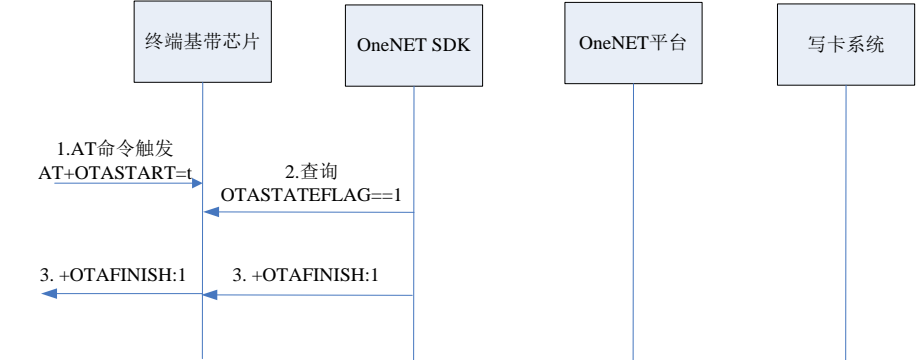 终端基带芯片
OneNET SDK
OneNET平台
写卡系统
1.AT命令触发
AT+OTASTART=t
2.查询
OTASTATEFLAG==1
3. +OTAFINISH:1
3. +OTAFINISH:1